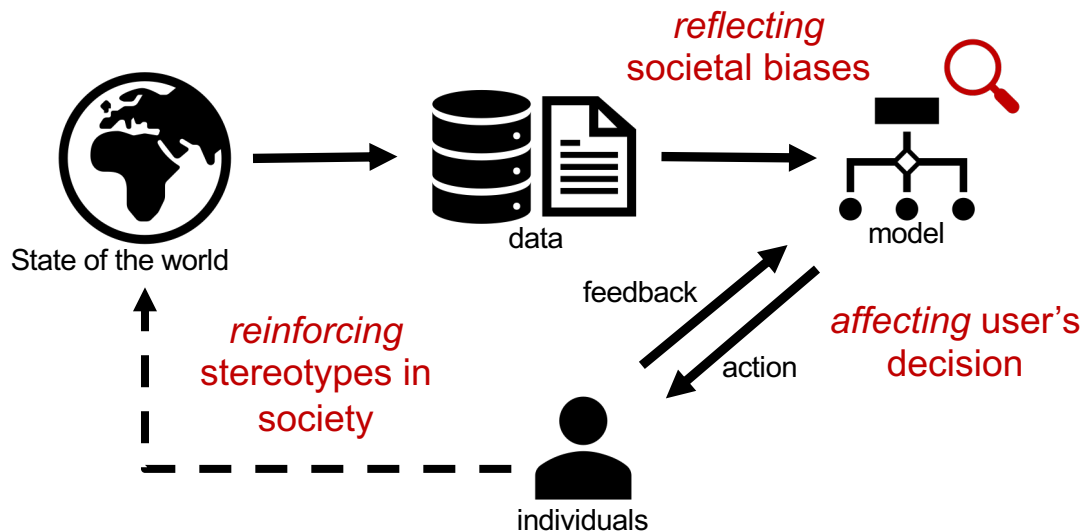 reflecting
societal biases
State of the world
data
model
feedback
action
affecting user’s
decision
reinforcing
stereotypes in
society
individuals